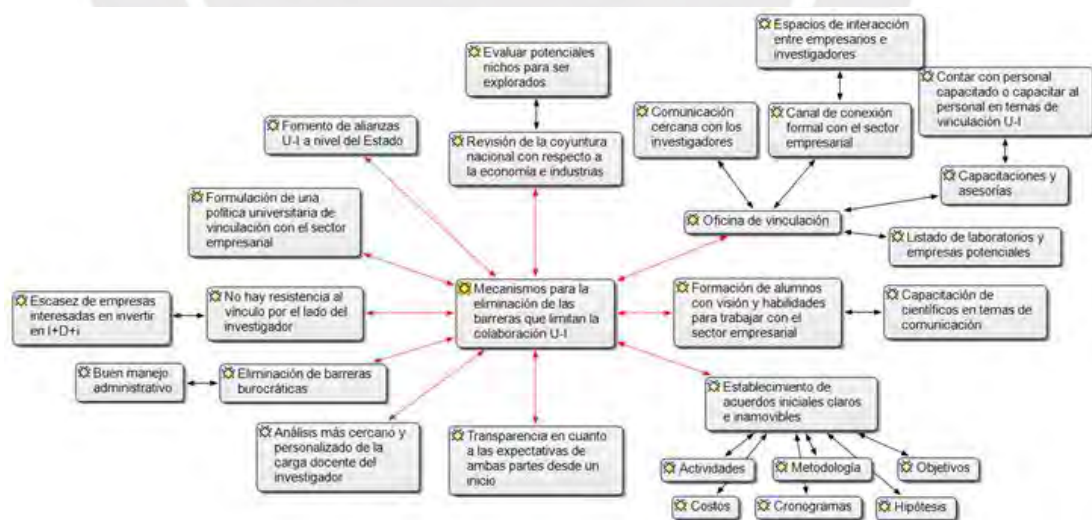 Espacios de interacción
entre empresarios e
investigadores
Evaluar potenciales
nichos para ser
explorados
Contar con personal
capacitado o capacitar al
personal en temas de
vinculación U-I
Comunicación
cercana con los
investigadores
Canal de conexión
formal con el sector
empresarial
Fomento de alianzas
U-I a nivel del Estado
Revisión de la coyuntura
nacional con respecto a
la economía e industrias
Capacitaciones y
asesorías
Formulación de una
política universitaria de
vinculación con el sector
empresarial
Oficina de vinculación
Listado de laboratorios y
empresas potenciales
Mecanismos para la
eliminación de las
barreras que limitan la
colaboración U-I
Formación de alumnos
con visión y habilidades
para trabajar con el
sector empresarial
Capacitación de
científicos en temas de
comunicación
Escasez de empresas
interesadas en invertir
en I+D+i
No hay resistencia al
vínculo por el lado del
investigador
Buen manejo
administrativo
Eliminación de barreras
burocráticas
Establecimiento de
acuerdos iniciales claros
e inamovibles
Análisis más cercano y
personalizado de la
carga docente del
investigador
Transparencia en cuanto
a las expectativas de
ambas partes desde un
inicio
Actividades
Metodología
Objetivos
Costos
Cronogramas
Hipótesis